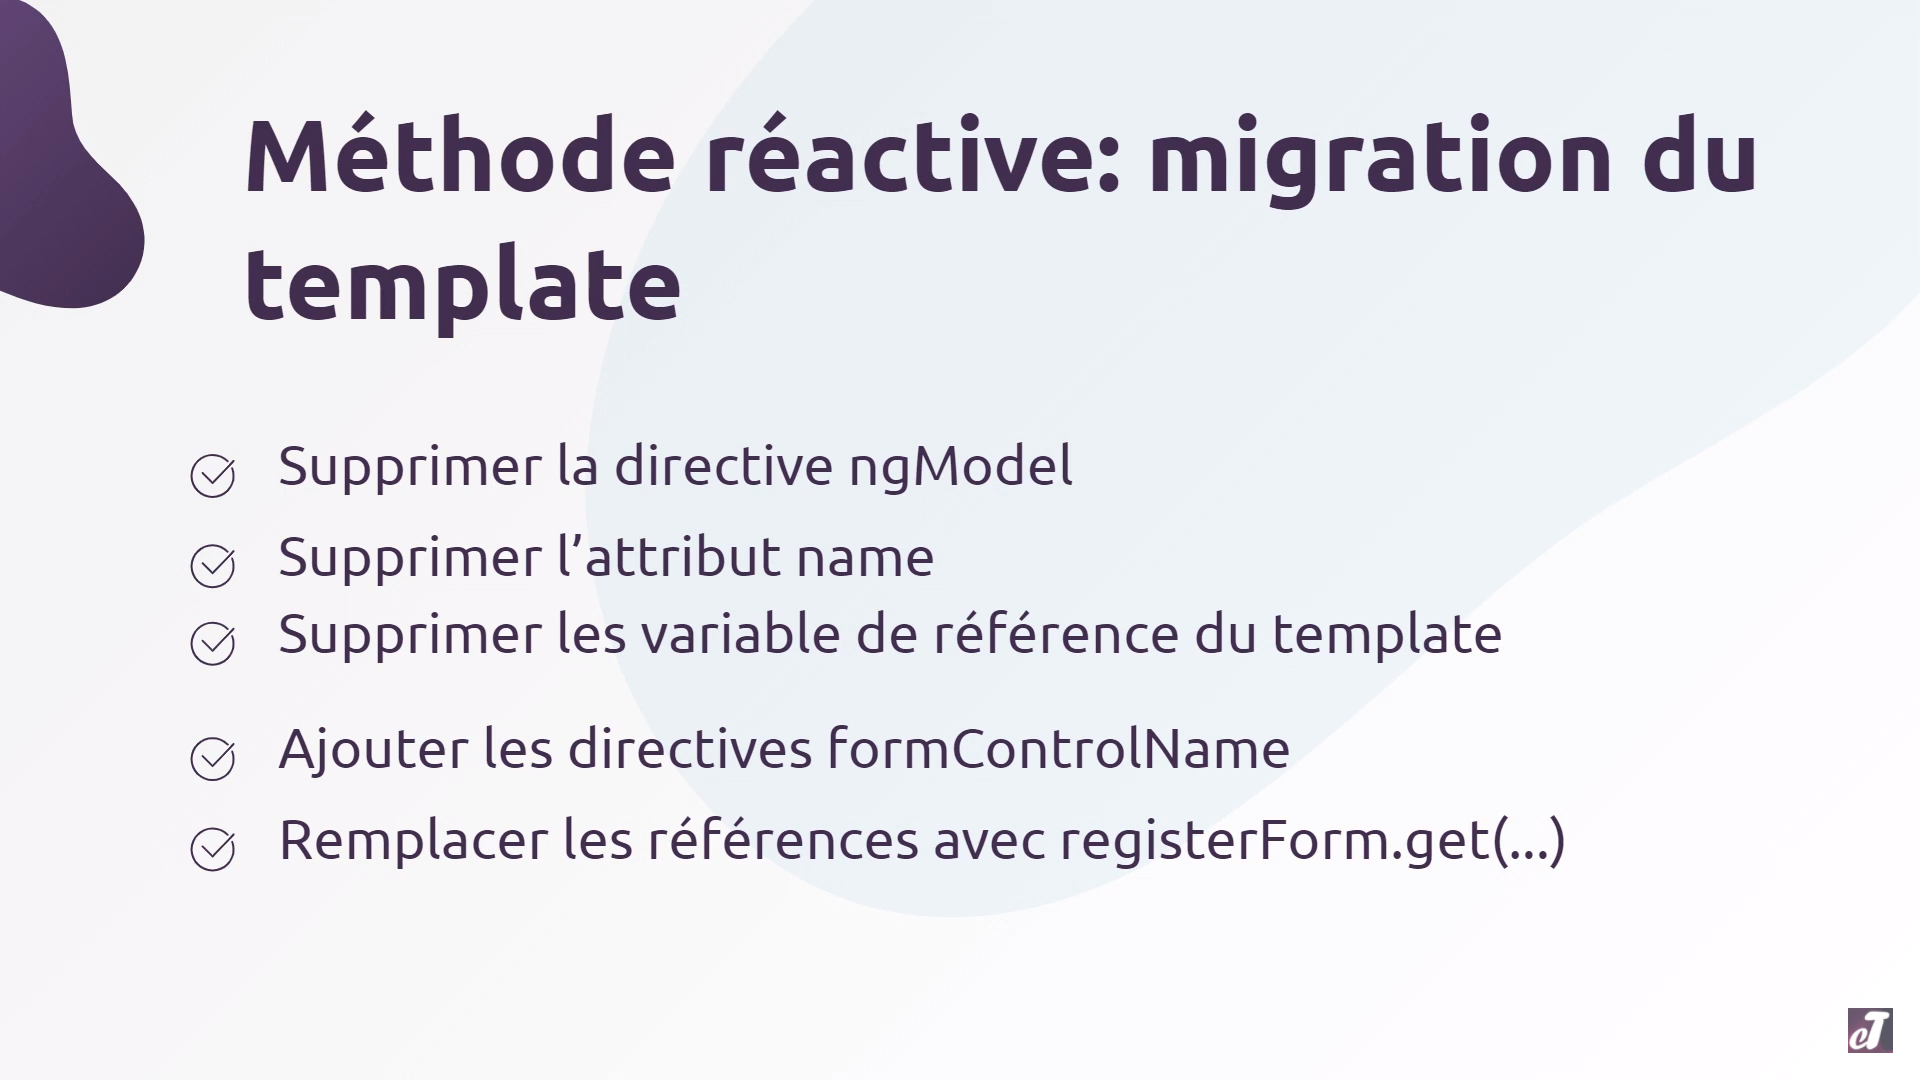 Méthode réactive: migration du
template
Supprimer la directive ngModel
Supprimer l’attribut name
Supprimer les variable de référence du template
Ajouter les directives formControlName
Remplacer les références avec registerForm.get(...)
cT